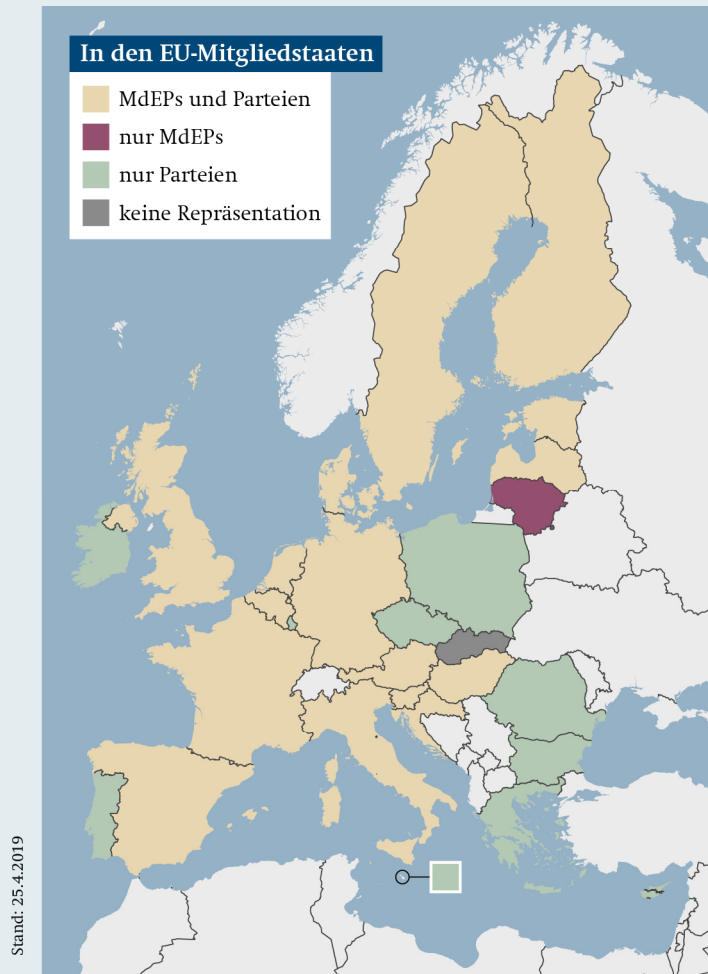 In den EU-Mitgliedstaaten
MdEPs und Parteien
nur MdEPs
nur Parteien
keine Repräsentation
Stand: 25.4.2019